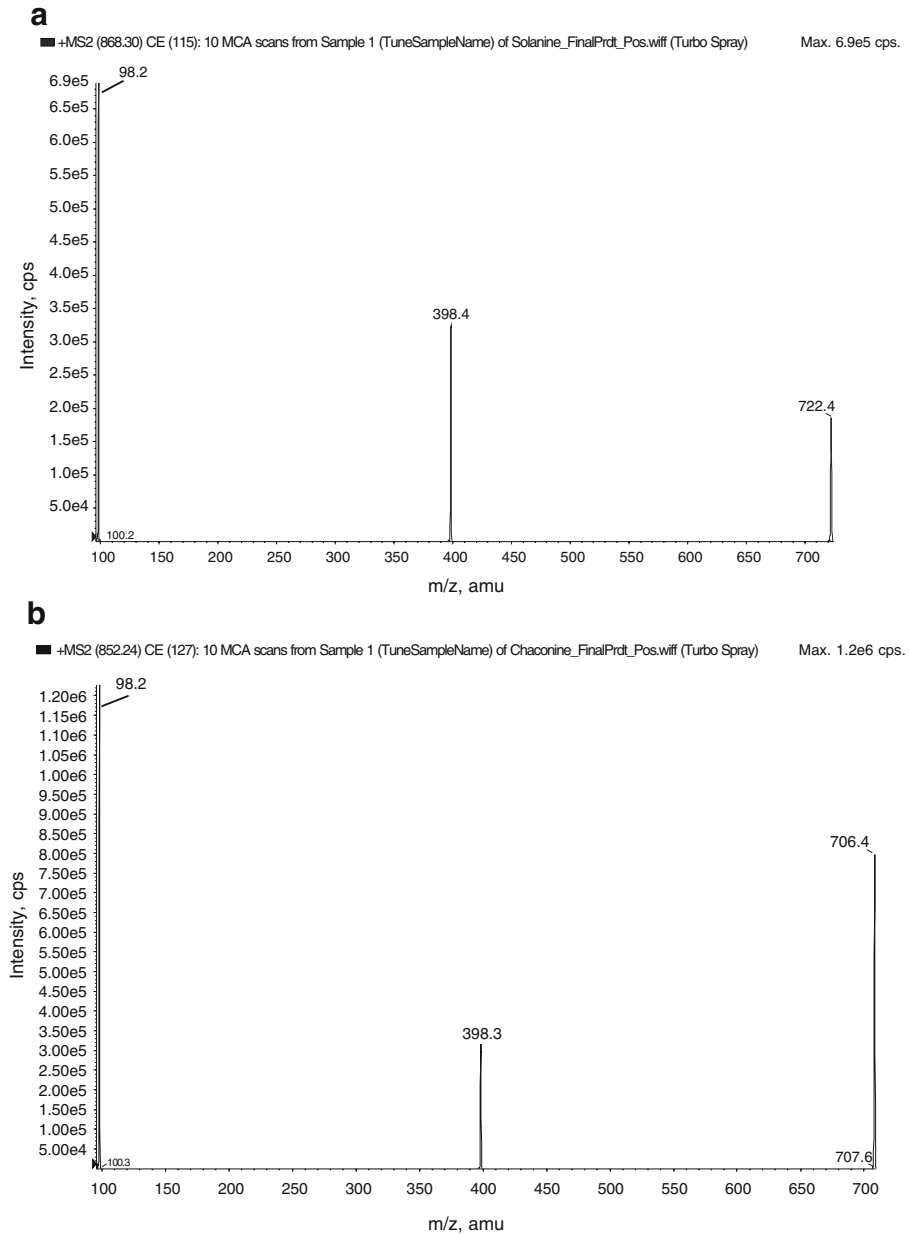 a
+MS2 (868.30) CE (115): 10 MCA scans from Sample 1 (TuneSampleName) of Solanine_FinalPrdt_Pos.wiff (Turbo Spray) Max. 6.9e5 cps.
98.2
6.9e5
6.5e5
6.0e5
5.5e5
5.0e5
4.5e5
4.0e5
3.5e5
3.0e5
2.5e5
2.0e5
1.5e5
1.0e5
5.0e4
Intensity, cps
398.4
722.4
100.2
100 150 200 250 300 350 400 450 500 550 600 650 700
m/z, amu
b
+MS2 (852.24) CE (127): 10 MCA scans from Sample 1 (TuneSampleName) of Chaconine_FinalPrdt_Pos.wiff (Turbo Spray) Max. 1.2e6 cps.
98.2
1.20e6
1.15e6
1.10e6
1.05e6
1.00e6
9.50e5
9.00e5
8.50e5
8.00e5
7.50e5
7.00e5
6.50e5
6.00e5
5.50e5
5.00e5
4.50e5
4.00e5
3.50e5
3.00e5
2.50e5
2.00e5
1.50e5
1.00e5
5.00e4
Intensity, cps
706.4
398.3
707.6
100.3
100 150 200 250 300 350 400 450 500 550 600 650 700
m/z, amu